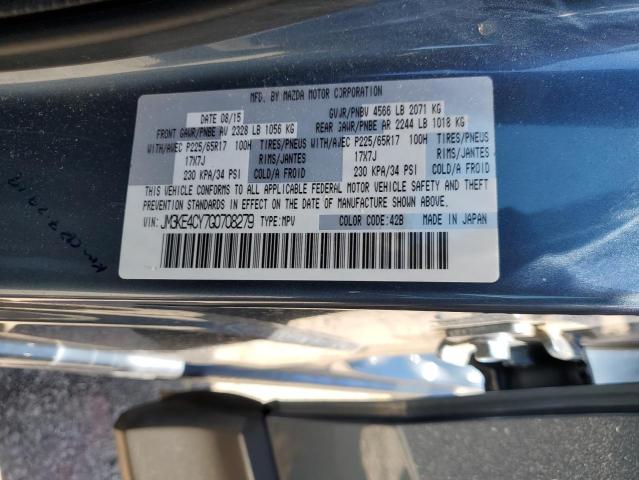 MFD. BY MAZDA MOTOR CORPORATION
DATE 08/15 GVWR/PNBV 4566 LB 2071 KG
FRONT GAWR/PNBE AV 2328 LB 1056 KG REAR GAWR/PNBE AR 2244 LB 1018 KG
WITH/AVEC P225/65R17 100H TIRES/PNEUS WITH/AVEC P225/65R17 100H TIRES/PNEUS
17X7J RIMS/JANTES 17X7J RIMS/JANTES
230 KPA/34 PSI COLD/A FROID 230 KPA/34 PSI COLD/A FROID
THIS VEHICLE CONFORMS TO ALL APPLICABLE FEDERAL MOTOR VEHICLE SAFETY AND THEFT
PREVENTION STANDARDS IN EFFECT ON THE DATE OF MANUFACTURE SHOWN ABOVE.
VIN: JM3KE4CY7G0708279 TYPE:MPV COLOR CODE:42B MADE IN JAPAN